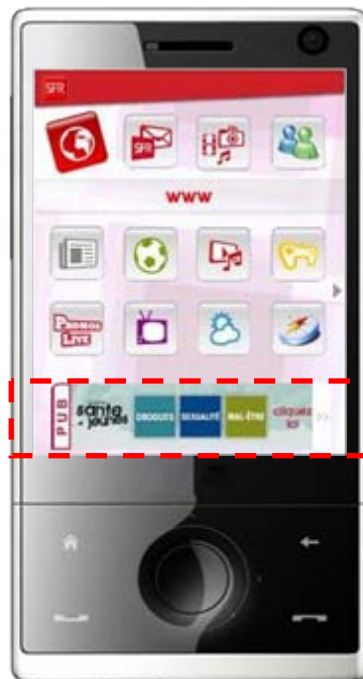 SFR
SFR
www
PROMOS
LIVE
PUB
santé
jeunes
DROGUES
SEXUALITÉ
MAL-ÊTRE
cliquez
ici